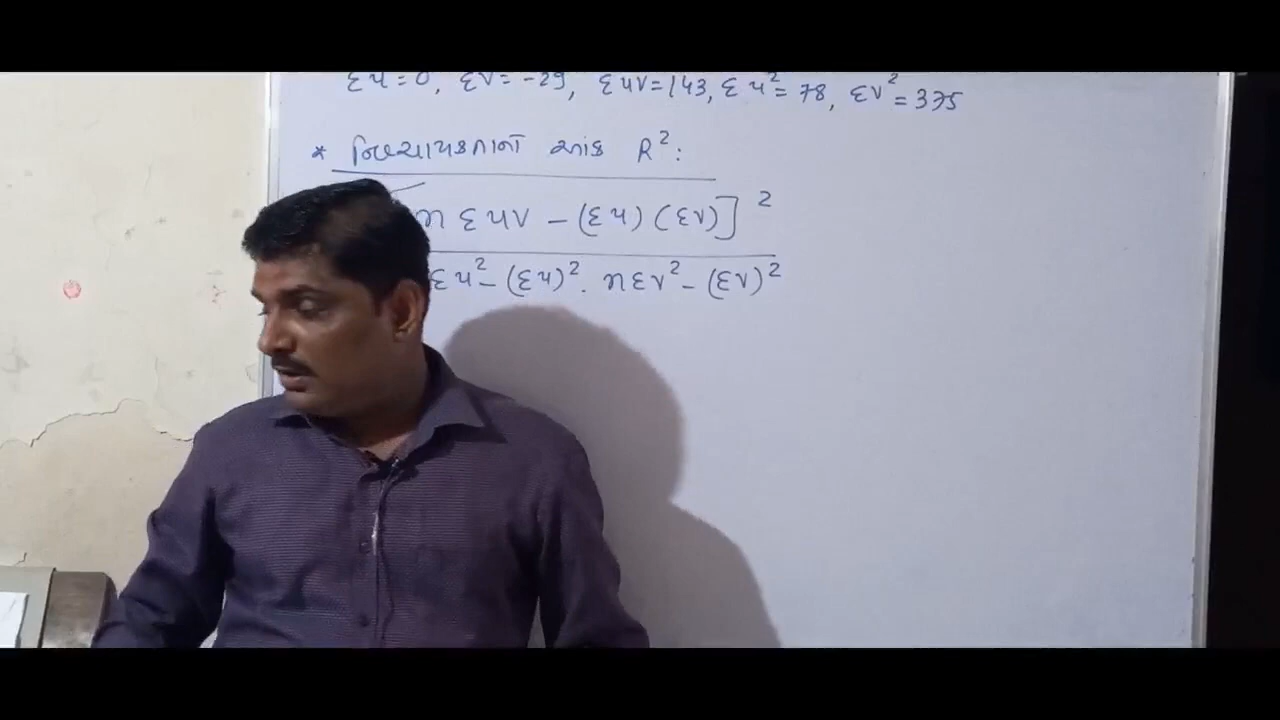 Σu = 0, Σv = -29, Σuv = 143, Σu² = 78, Σv² = 375
* નિશ્ચાયકતાનો આંક R²:
n Σuv - (Σu) (Σv)] ²
Σu² - (Σu)². nΣv² - (Σv)²